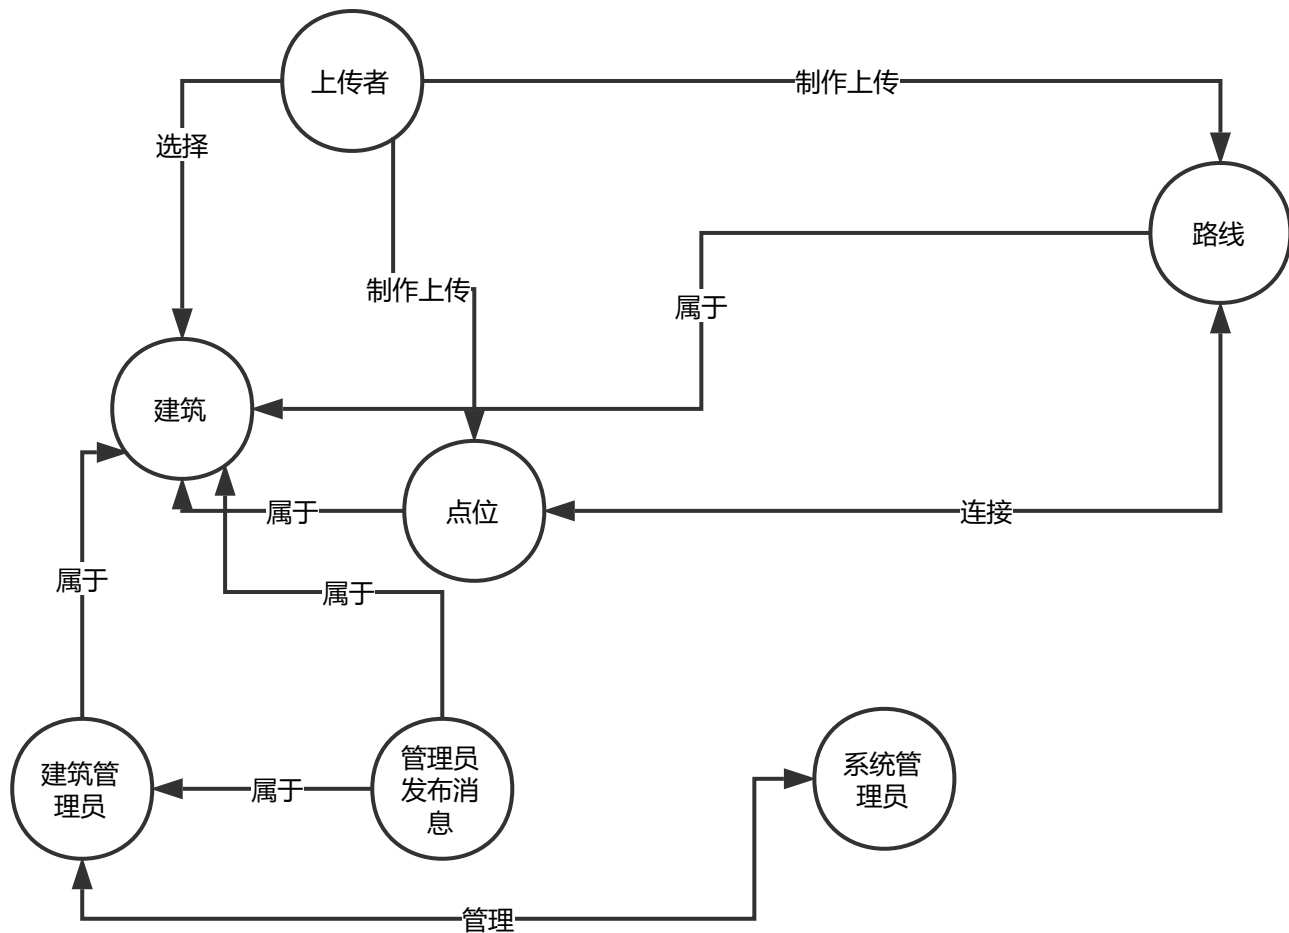 上传者
制作上传
选择
路线
制作上传
属于
建筑
属于
点位
连接
属于
属于
建筑管
理员
属于
管理员
发布消
息
系统管
理员
管理